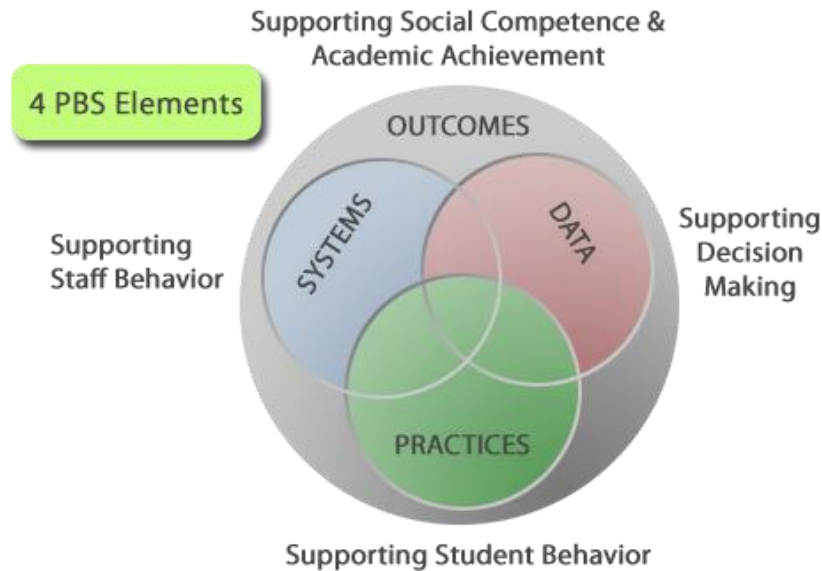 Supporting Social Competence &
Academic Achievement
4 PBS Elements
OUTCOMES
SYSTEMS
DATA
Supporting
Staff Behavior
Supporting
Decision
Making
PRACTICES
Supporting Student Behavior